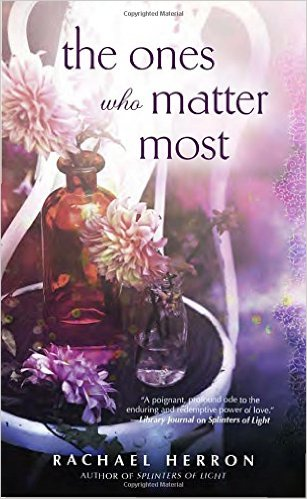 the ones
who matter
most
"A poignant, profound ode to the
enduring and redemptive power of love."
—Library Journal on Splinters of Light
RACHAEL HERRON
AUTHOR OF SPLINTERS OF LIGHT